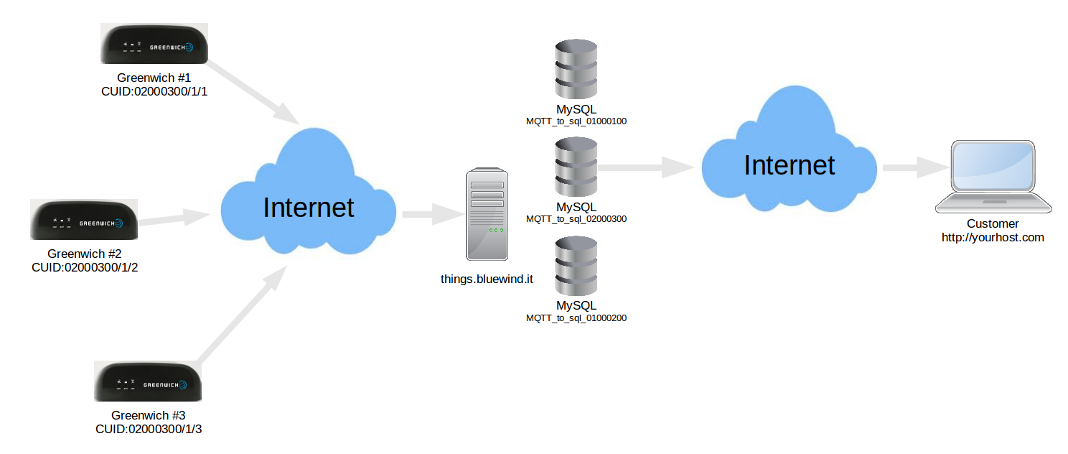 GREENWICH
Greenwich #1
CUID:02000300/1/1
GREENWICH
Greenwich #2
CUID:02000300/1/2
GREENWICH
Greenwich #3
CUID:02000300/1/3
Internet
things.bluewind.it
MySQL
MQTT_to_sql_01000100
MySQL
MQTT_to_sql_02000300
MySQL
MQTT_to_sql_01000200
Internet
Customer
http://yourhost.com